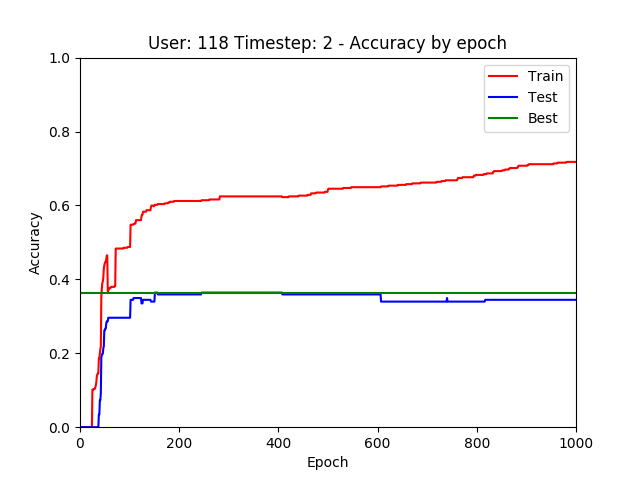 User: 118 Timestep: 2 - Accuracy by epoch
1.0
0.8
0.6
0.4
0.2
0.0
Accuracy
Train
Test
Best
0 200 400 600 800 1000
Epoch